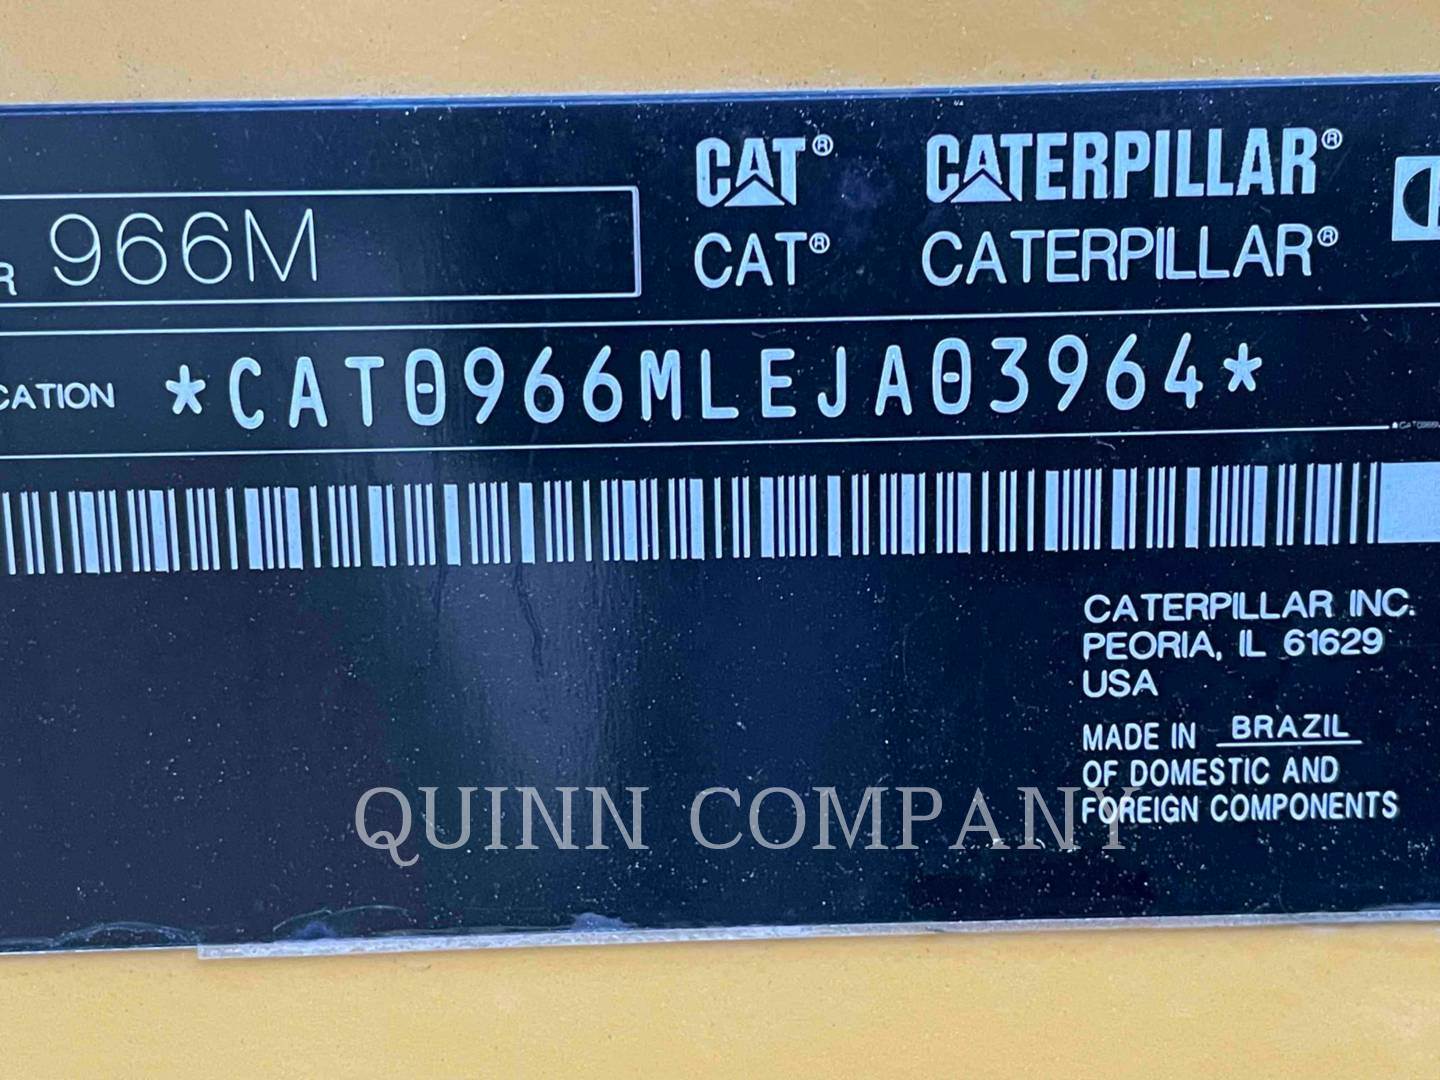 CAT® CATERPILLAR®
R 966M
CAT® CATERPILLAR®
CATION *CAT0966MLEJA03964*
CATERPILLAR INC.
PEORIA, IL 61629
USA
MADE IN BRAZIL
OF DOMESTIC AND
FOREIGN COMPONENTS
QUINN COMPANY